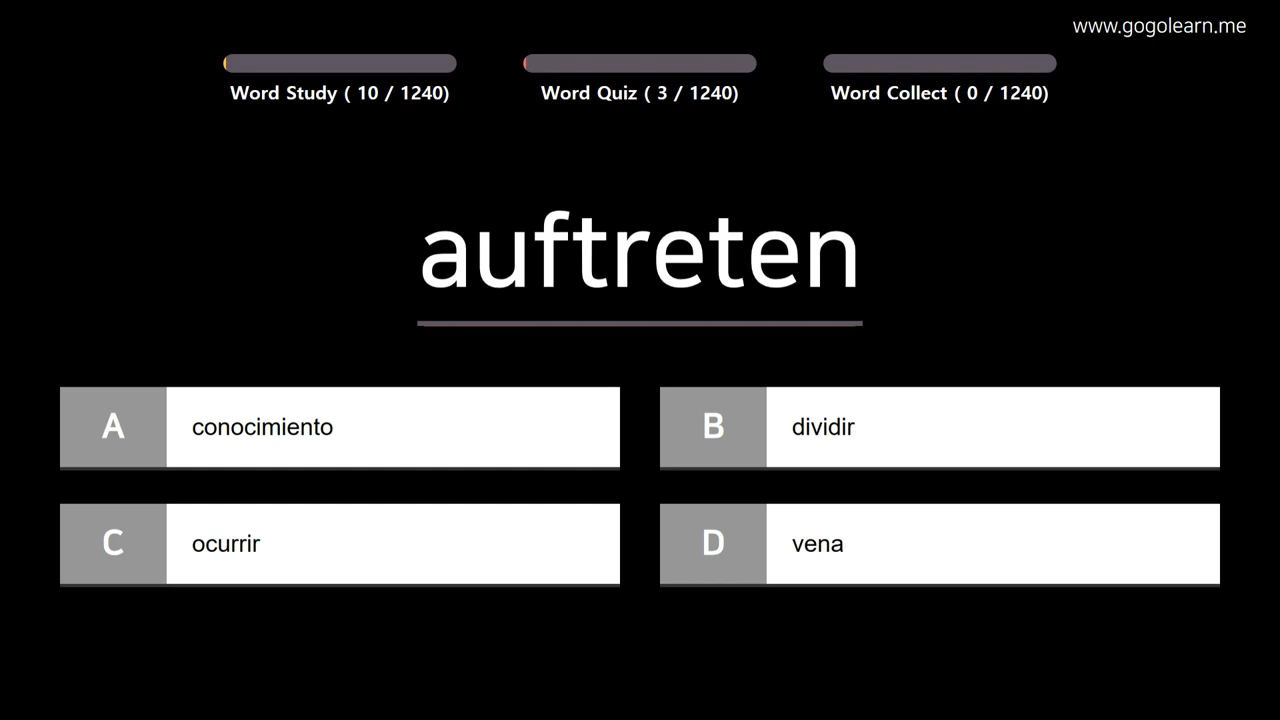 www.gogolearn.me
Word Study ( 10 / 1240)
Word Quiz ( 3 / 1240)
Word Collect ( 0 / 1240)
auftreten
A conocimiento
B dividir
C ocurrir
D vena